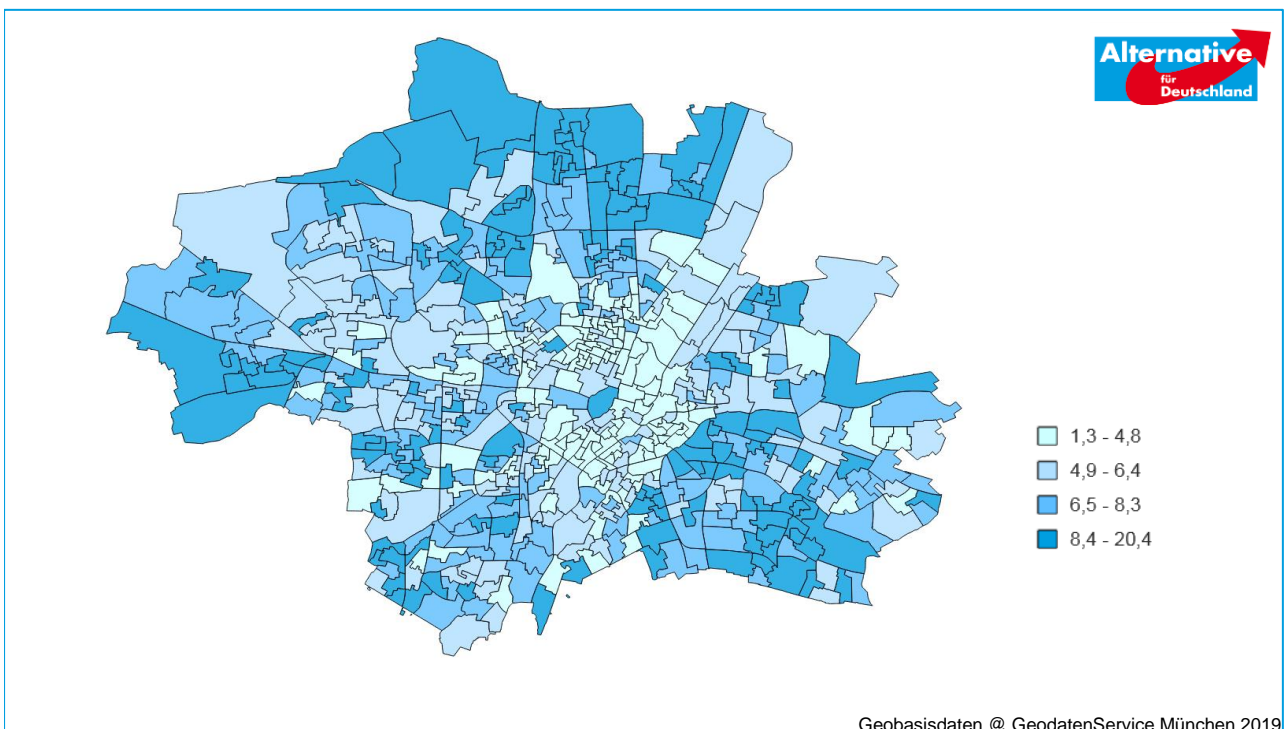 Alternative
für
Deutschland
1,3 - 4,8
4,9 - 6,4
6,5 - 8,3
8,4 - 20,4
Geobasisdaten @ GeodatenService München 2019